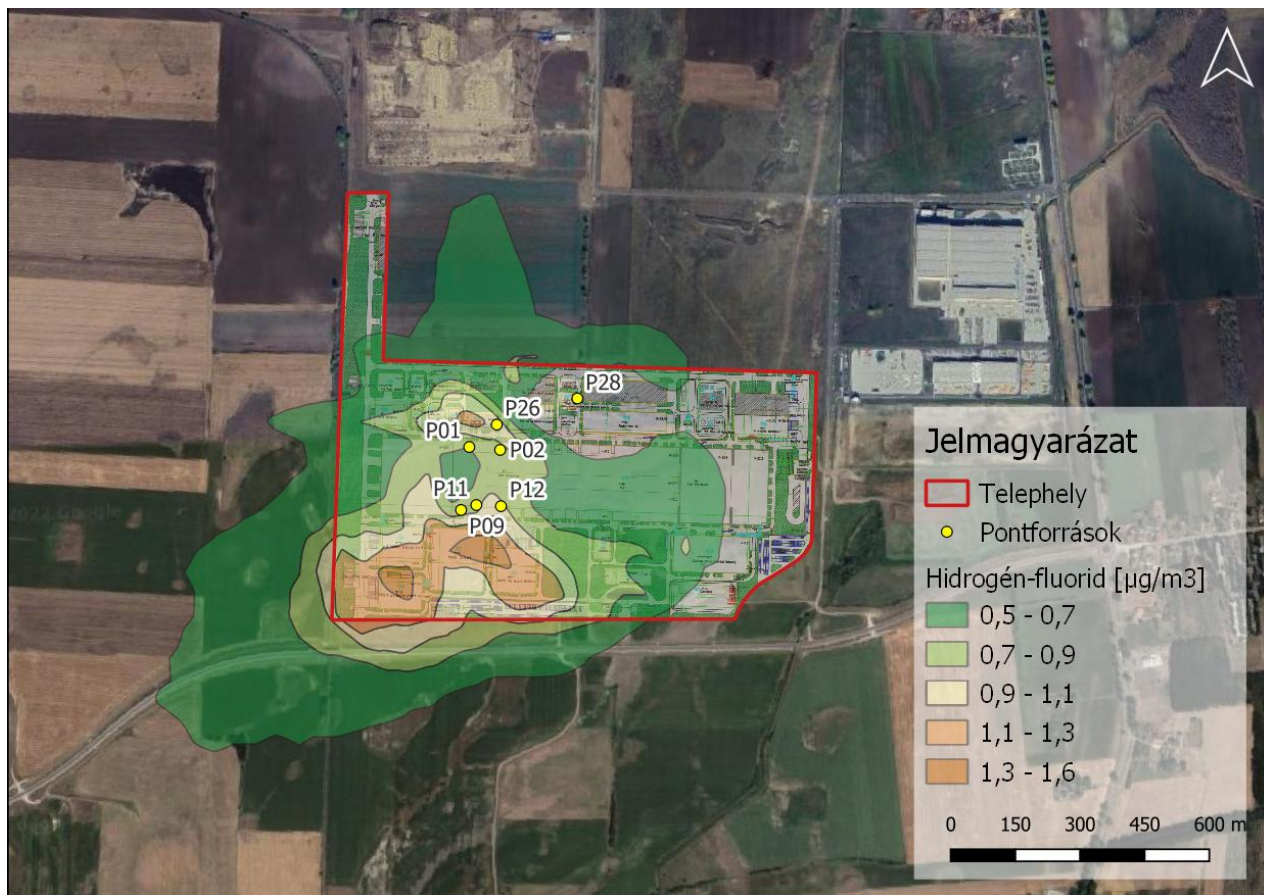 P28
P26
P01
P02
P11
P12
P09
Jelmagyarázat
Telephely
Pontforrások
Hidrogén-fluorid [µg/m3]
0,5 - 0,7
0,7 - 0,9
0,9 - 1,1
1,1 - 1,3
1,3 - 1,6
0 150 300 450 600 m